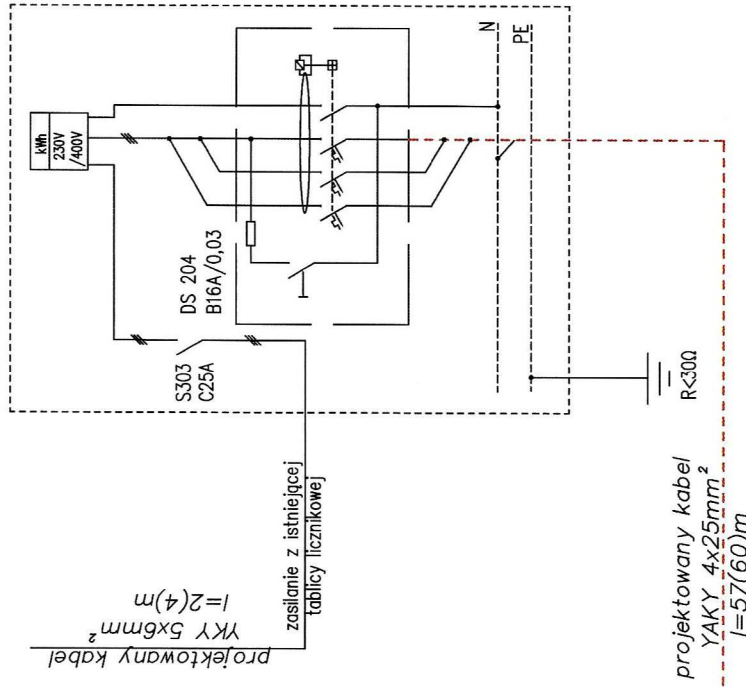 kWh
230V
/400V
N
PE
DS 204
B16A/0,03
S303
C25A
R<30Ω
zasilanie z istniejącej
tablicy licznikowej
projektowany kabel
YKY 5x6mm²
l=2(4)m
projektowany kabel
YAKY 4x25mm²
l=57(60)m